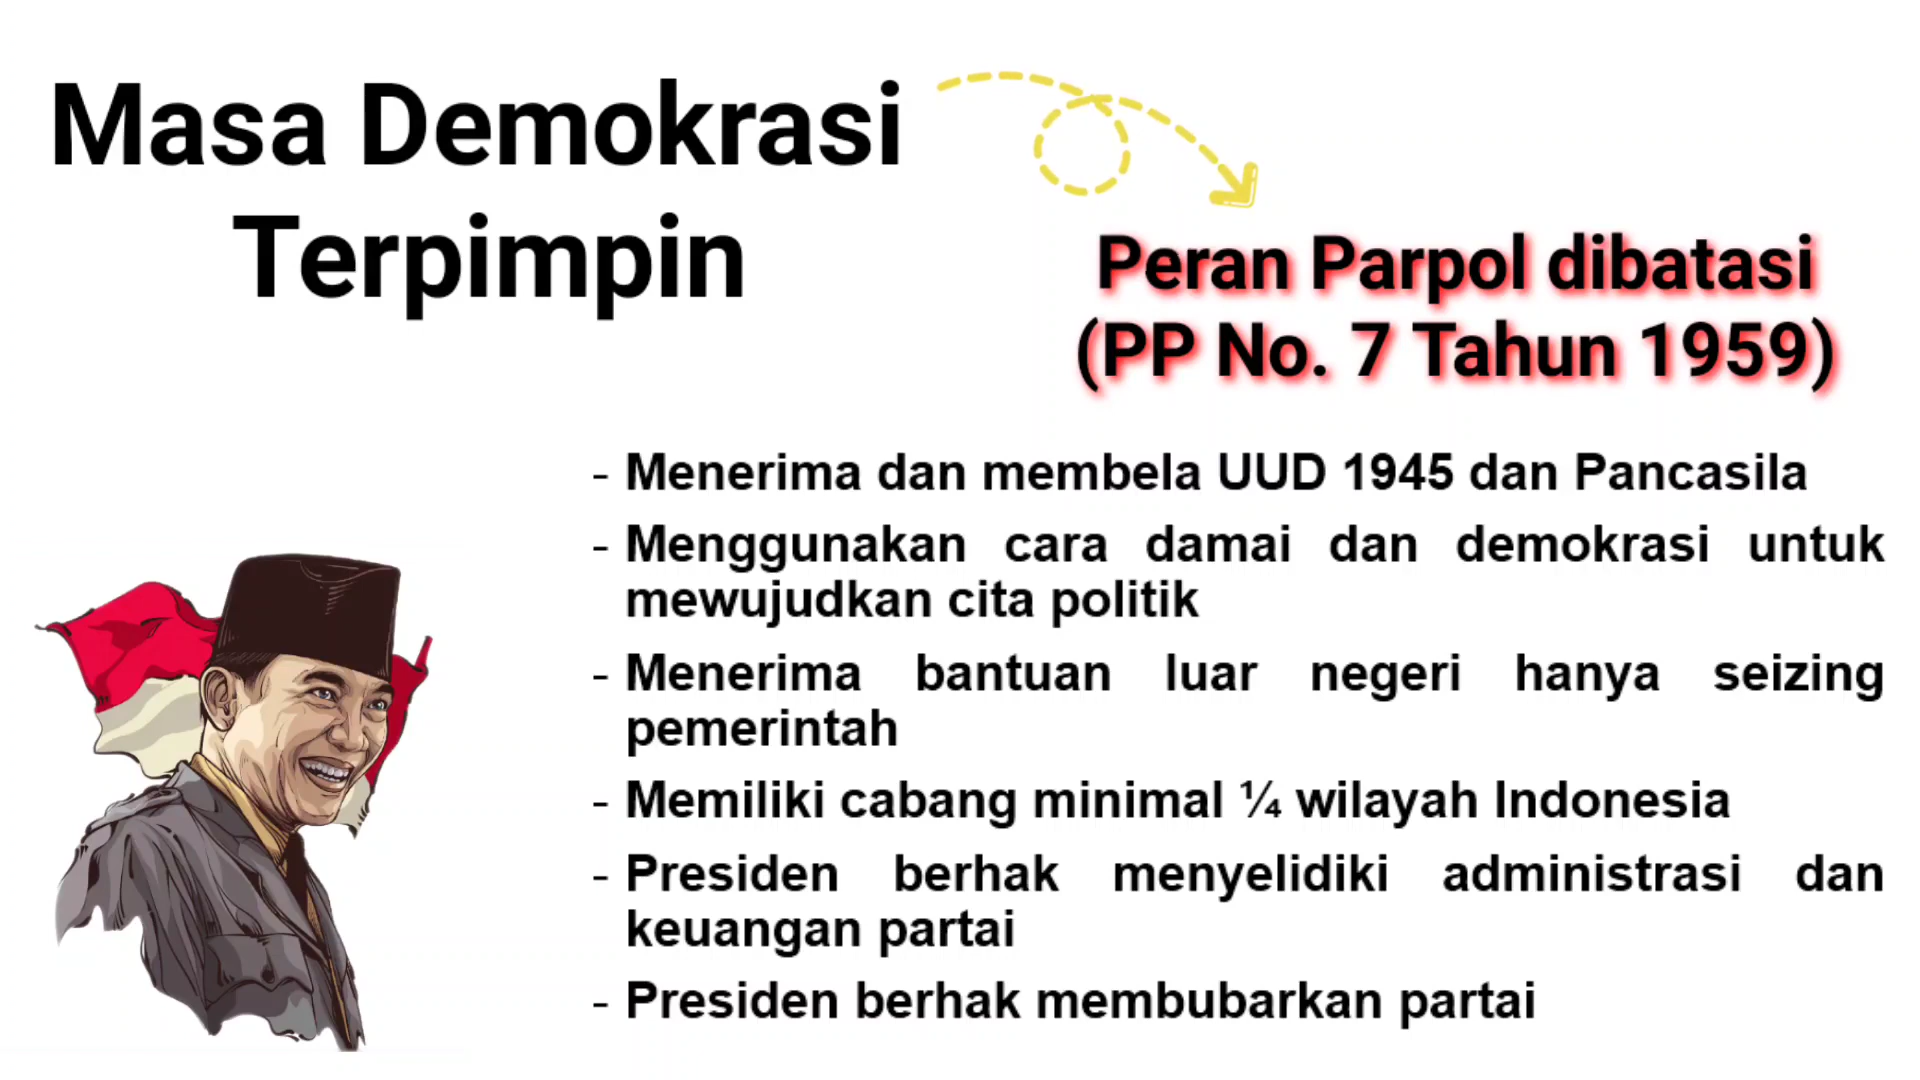 Masa Demokrasi
Terpimpin
Peran Parpol dibatasi
(PP No. 7 Tahun 1959)
- Menerima dan membela UUD 1945 dan Pancasila
- Menggunakan cara damai dan demokrasi untuk
mewujudkan cita politik
- Menerima bantuan luar negeri hanya seizing
pemerintah
- Memiliki cabang minimal ¼ wilayah Indonesia
- Presiden berhak menyelidiki administrasi dan
keuangan partai
- Presiden berhak membubarkan partai